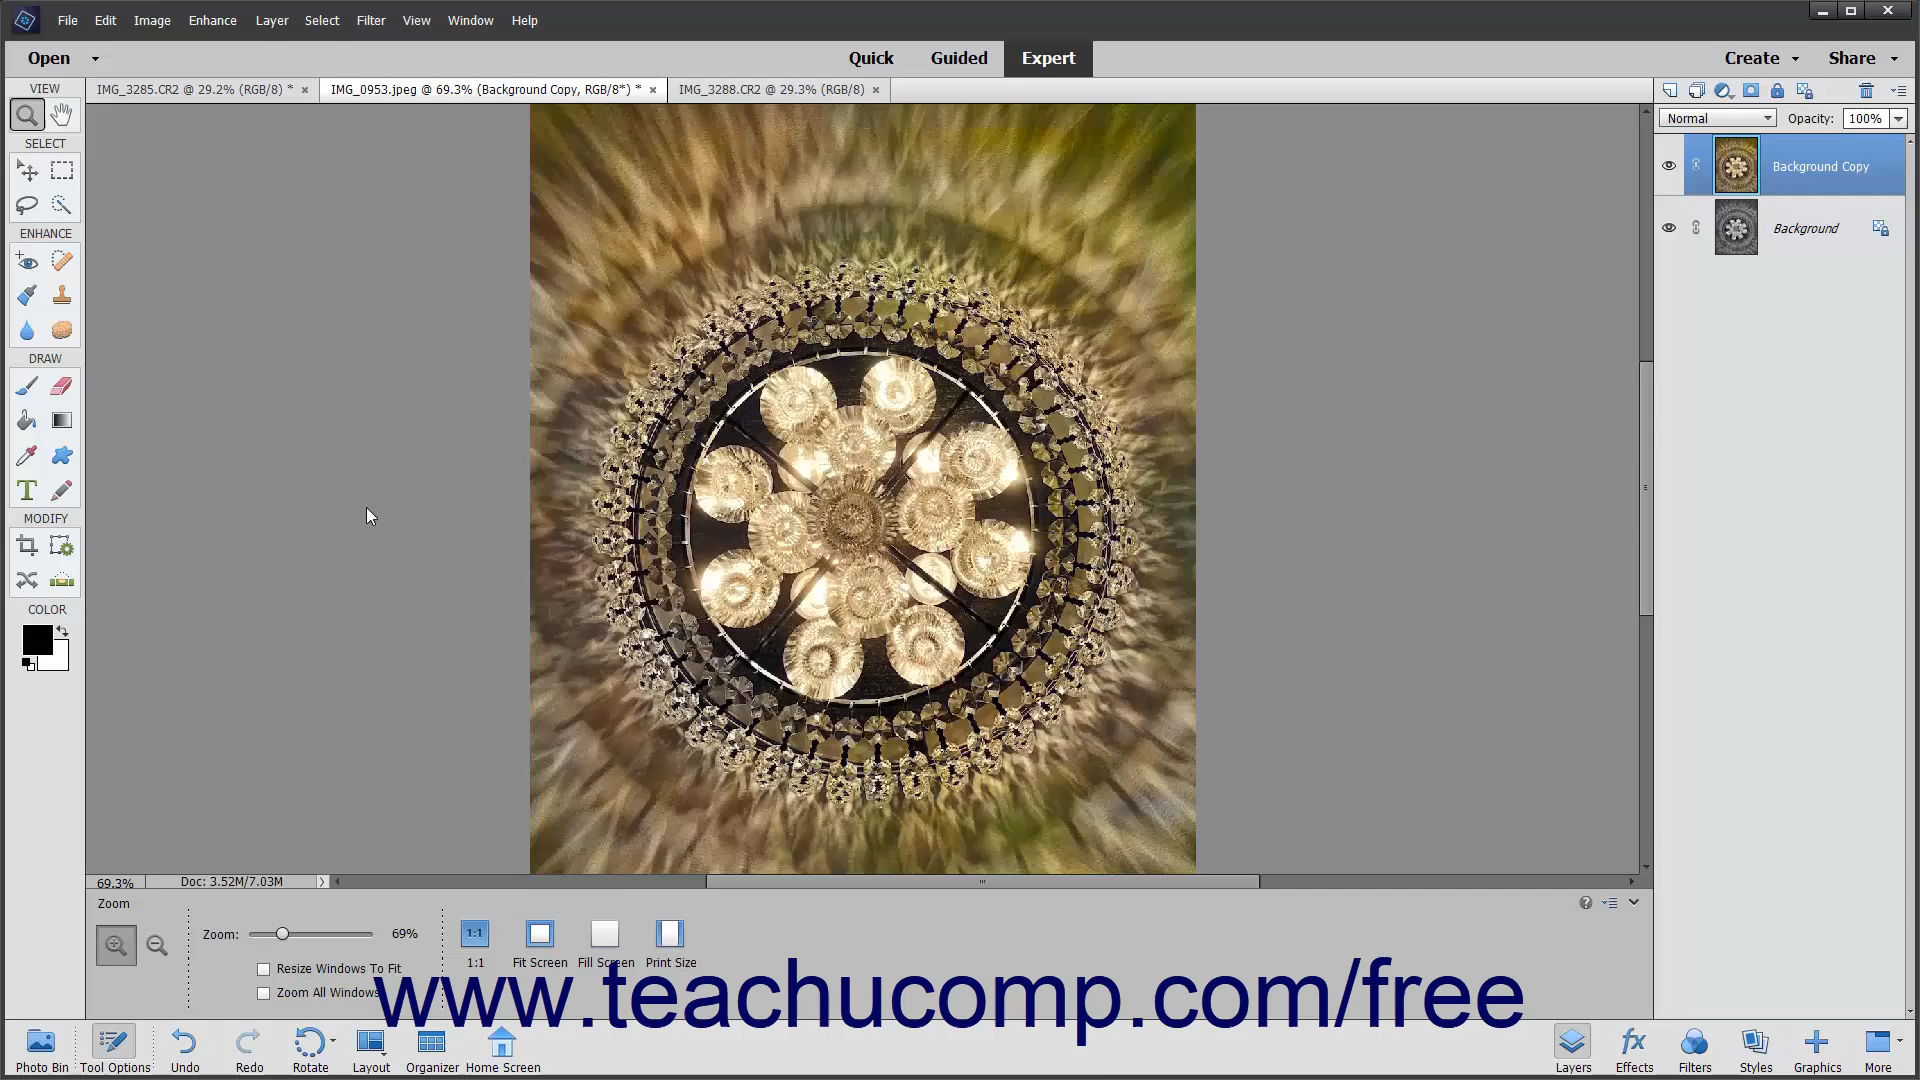 File Edit Image Enhance Layer Select Filter View Window Help
Open Quick Guided Expert Create Share
VIEW
IMG_3285.CR2 @ 29.2% (RGB/8) *
IMG_0953.jpeg @ 69.3% (Background Copy, RGB/8*) *
IMG_3288.CR2 @ 29.3% (RGB/8)
Normal Opacity: 100%
SELECT
Background Copy
Background
ENHANCE
DRAW
T
MODIFY
COLOR
69.3% Doc: 3.52M/7.03M
Zoom
Zoom: 69%
1:1
1:1 Fit Screen Fill Screen Print Size
Resize Windows To Fit
Zoom All Windows
www.teachucomp.com/free
fx
Photo Bin Tool Options Undo Redo Rotate Layout Organizer Home Screen Layers Effects Filters Styles Graphics More